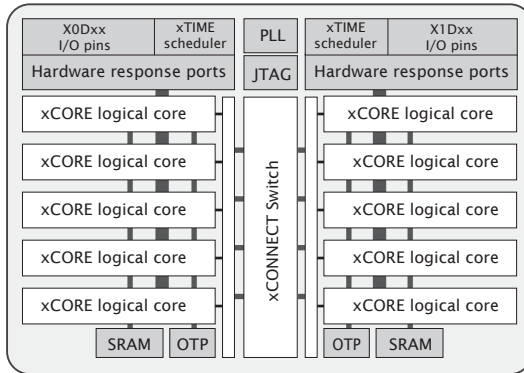 X0Dxx
I/O pins
xTIME
scheduler
PLL
xTIME
scheduler
X1Dxx
I/O pins
Hardware response ports
JTAG
Hardware response ports
xCORE logical core
xCORE logical core
xCORE logical core
xCORE logical core
xCORE logical core
xCONNECT Switch
xCORE logical core
xCORE logical core
xCORE logical core
xCORE logical core
xCORE logical core
SRAM
OTP
OTP
SRAM